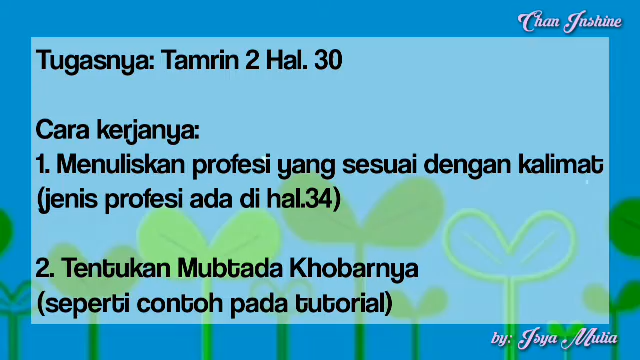 Chan Inshine
Tugasnya: Tamrin 2 Hal. 30
Cara kerjanya:
1. Menuliskan profesi yang sesuai dengan kalimat
(jenis profesi ada di hal.34)
2. Tentukan Mubtada Khobarnya
(seperti contoh pada tutorial)
by: Isya Mulia